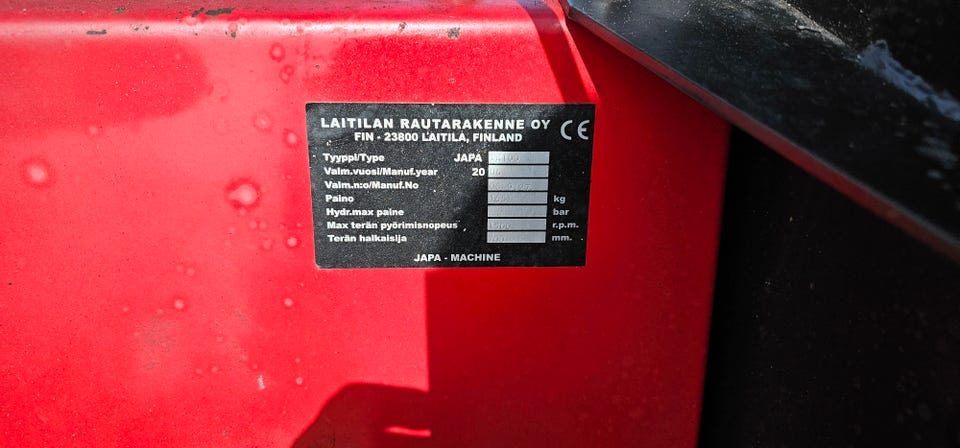 LAITILAN RAUTARAKENNE OY CE
FIN - 23800 LAITILA, FINLAND
Tyyppi/Type JAPA
Valm.vuosi/Manuf.year 20
Valm.n:o/Manuf.No
Paino kg
Hydr.max paine bar
Max terän pyörimisnopeus r.p.m.
Terän halkaisija mm.
JAPA - MACHINE